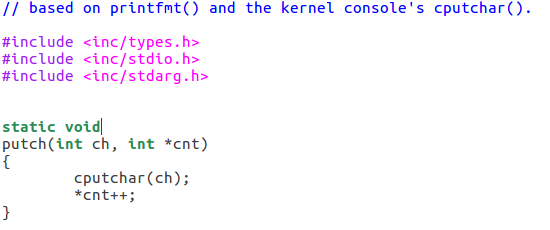 // based on printfmt() and the kernel console's cputchar().
#include <inc/types.h>
#include <inc/stdio.h>
#include <inc/stdarg.h>
static void
putch(int ch, int *cnt)
{
cputchar(ch);
*cnt++;
}